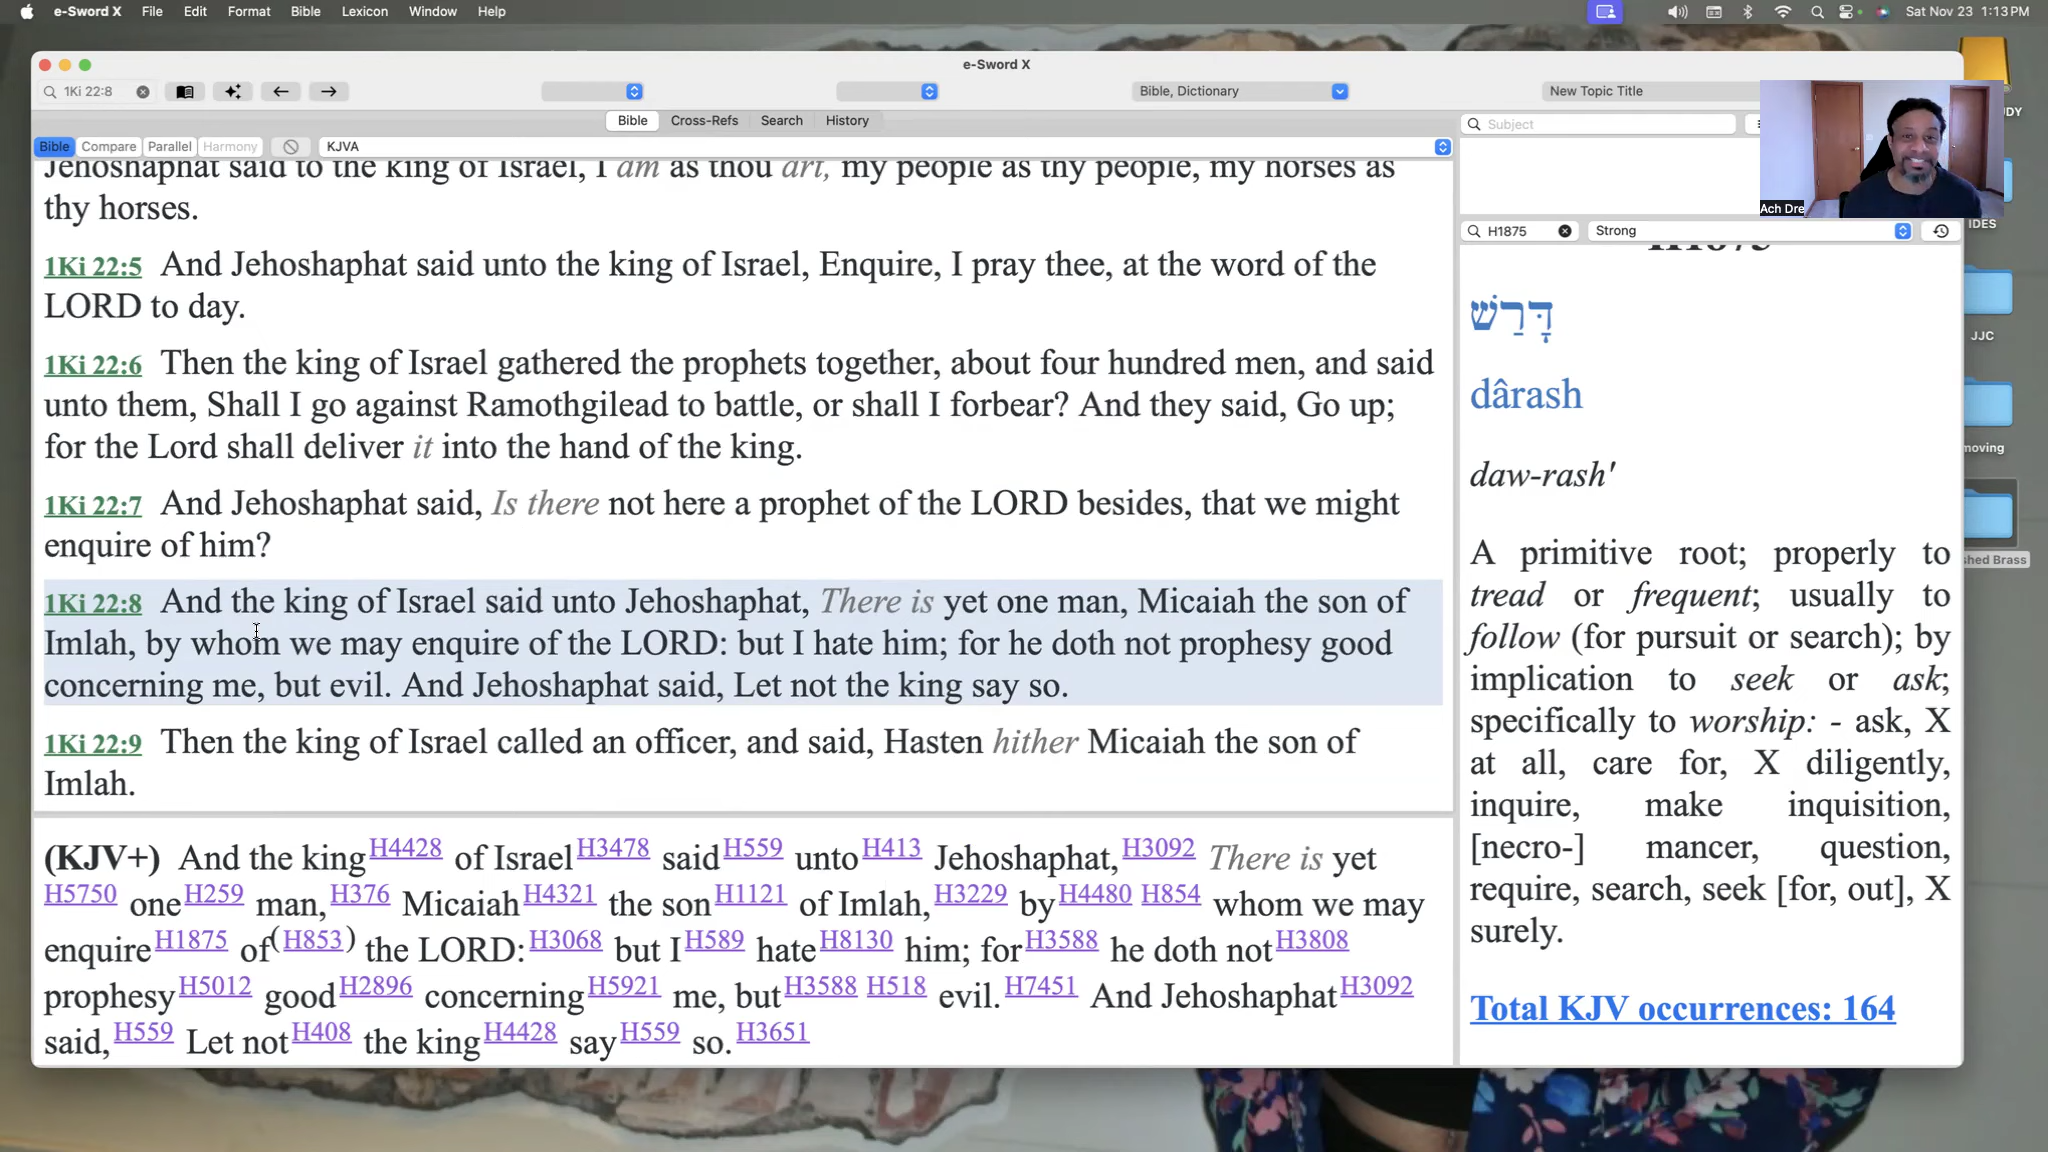 e-Sword X File Edit Format Bible Lexicon Window Help Sat Nov 23 1:13 PM
e-Sword X
1Ki 22:8 Bible, Dictionary New Topic Title
Bible Cross-Refs Search History
Bible Compare Parallel Harmony KJVA
Jehoshaphat said to the king of Israel, I am as thou art, my people as thy people, my horses as
thy horses.
1Ki 22:5 And Jehoshaphat said unto the king of Israel, Enquire, I pray thee, at the word of the
LORD to day.
1Ki 22:6 Then the king of Israel gathered the prophets together, about four hundred men, and said
unto them, Shall I go against Ramothgilead to battle, or shall I forbear? And they said, Go up;
for the Lord shall deliver it into the hand of the king.
1Ki 22:7 And Jehoshaphat said, Is there not here a prophet of the LORD besides, that we might
enquire of him?
1Ki 22:8 And the king of Israel said unto Jehoshaphat, There is yet one man, Micaiah the son of
Imlah, by whom we may enquire of the LORD: but I hate him; for he doth not prophesy good
concerning me, but evil. And Jehoshaphat said, Let not the king say so.
1Ki 22:9 Then the king of Israel called an officer, and said, Hasten hither Micaiah the son of
Imlah.
(KJV+) And the king H4428 of Israel H3478 said H559 unto H413 Jehoshaphat, H3092 There is yet
H5750 one H259 man, H376 Micaiah H4321 the son H1121 of Imlah, H3229 by H4480 H854 whom we may
enquire H1875 of (H853) the LORD: H3068 but I H589 hate H8130 him; for H3588 he doth not H3808
prophesy H5012 good H2896 concerning H5921 me, but H3588 H518 evil. H7451 And Jehoshaphat H3092
said, H559 Let not H408 the king H4428 say H559 so. H3651
Subject
H1875 Strong
H1875
דָּרַשׁ
dârash
daw-rash'
A primitive root; properly to
tread or frequent; usually to
follow (for pursuit or search); by
implication to seek or ask;
specifically to worship: - ask, X
at all, care for, X diligently,
inquire, make inquisition,
[necro-] mancer, question,
require, search, seek [for, out], X
surely.
Total KJV occurrences: 164
Ach Dre
DY
IDES
JJC
moving
shed Brass